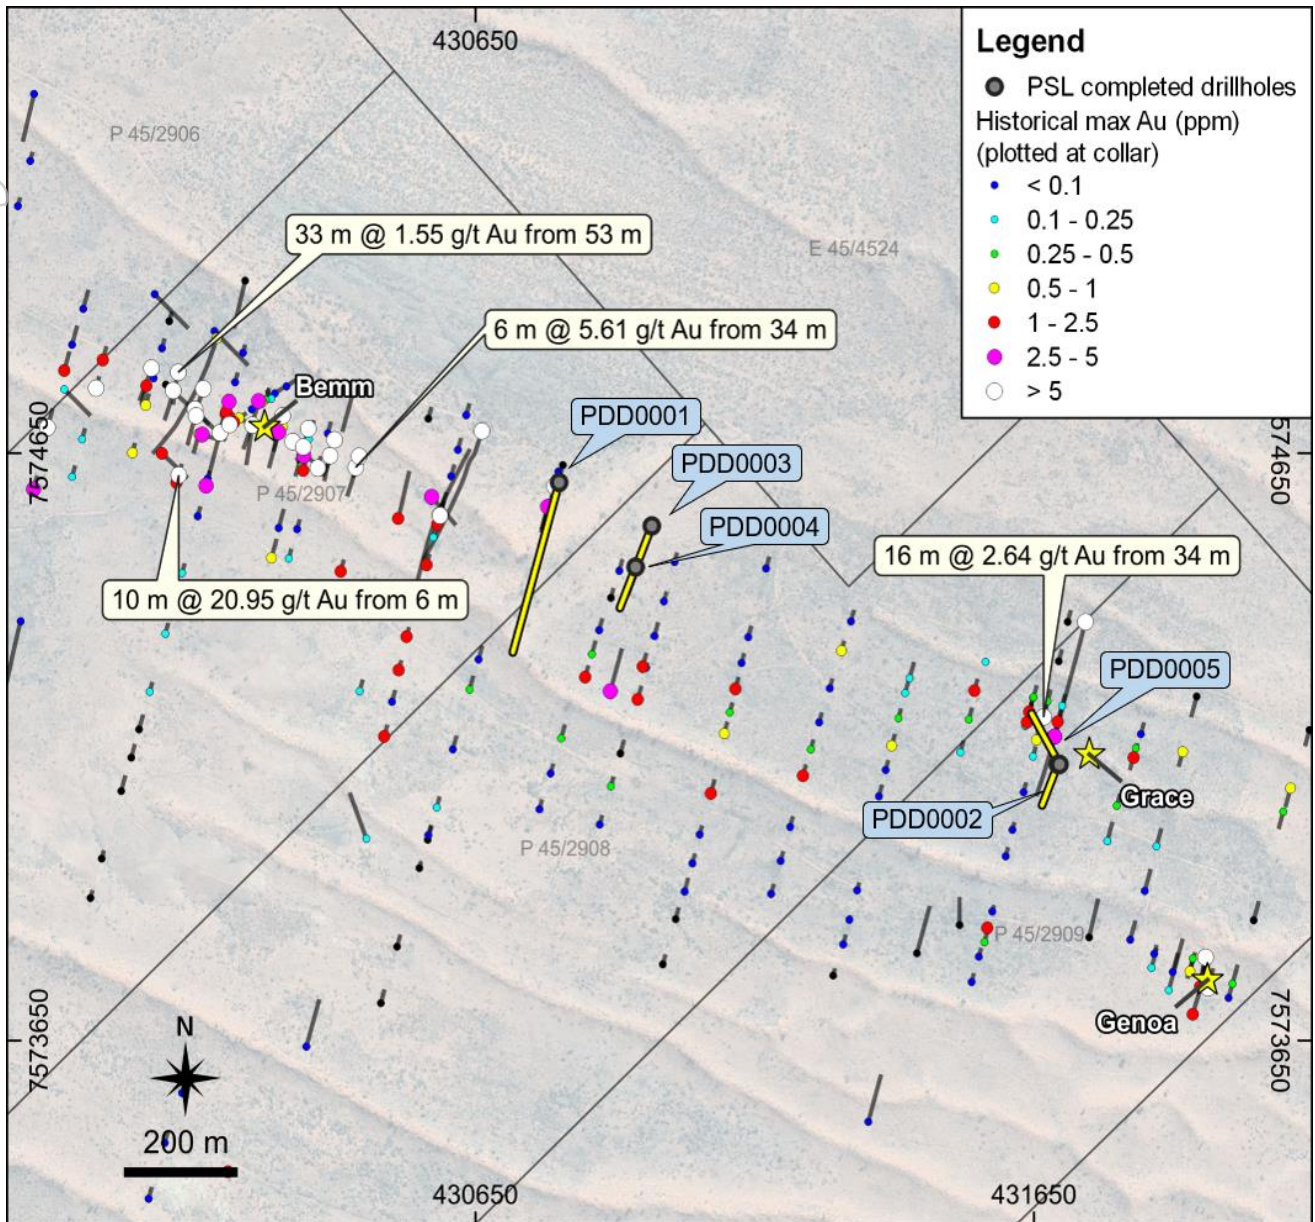 430650
Legend
PSL completed drillholes
Historical max Au (ppm)
(plotted at collar)
< 0.1
0.1 - 0.25
0.25 - 0.5
0.5 - 1
1 - 2.5
2.5 - 5
> 5
P 45/2906
33 m @ 1.55 g/t Au from 53 m
E 45/4524
6 m @ 5.61 g/t Au from 34 m
Bemm
PDD0001
7574650
574650
PDD0003
P 45/2907
PDD0004
16 m @ 2.64 g/t Au from 34 m
10 m @ 20.95 g/t Au from 6 m
PDD0005
Grace
PDD0002
P 45/2908
P 45/2909
Genoa
7573650
7573650
N
200 m
430650
431650